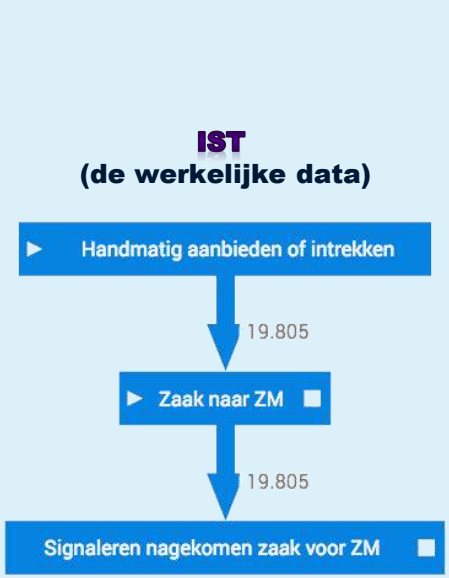 IST
(de werkelijke data)
Handmatig aanbieden of intrekken
19.805
Zaak naar ZM
19.805
Signaleren nagekomen zaak voor ZM